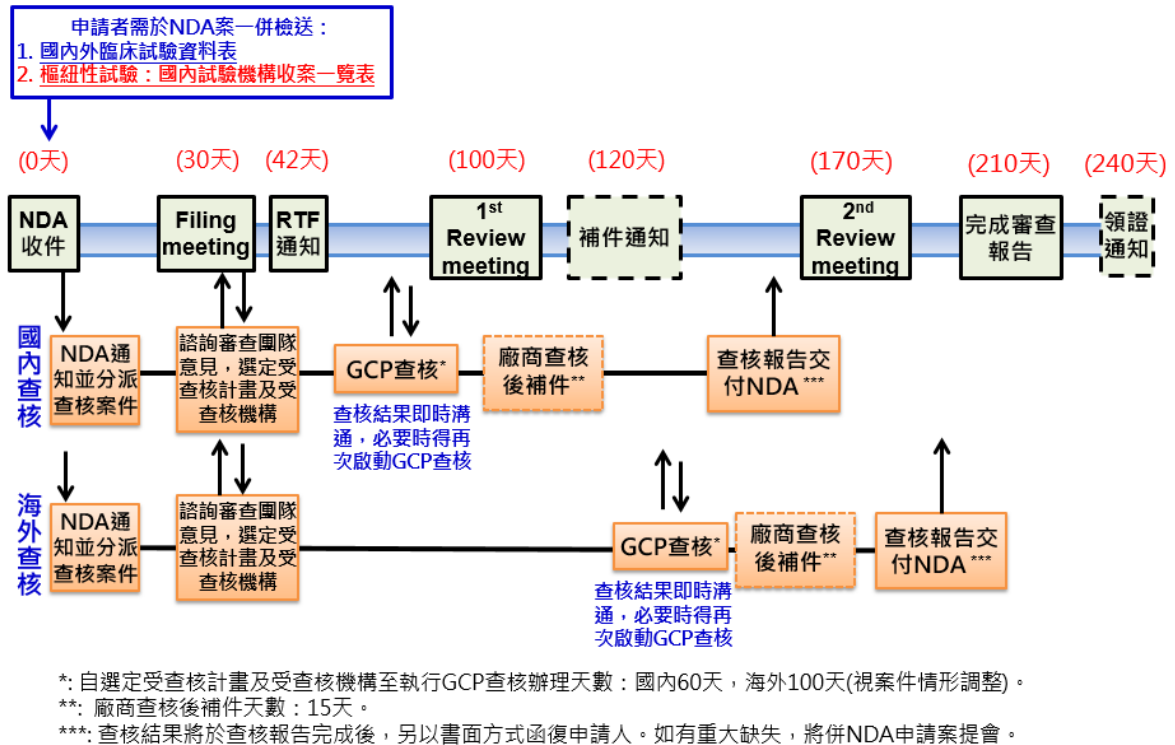 申請者需於NDA案一併檢送：
1. 國內外臨床試驗資料表
2. 樞紐性試驗：國內試驗機構收案一覽表
(0天)
(30天)
(42天)
(100天)
(120天)
(170天)
(210天)
(240天)
NDA
收件
Filing
meeting
RTF
通知
1st
Review
meeting
補件通知
2nd
Review
meeting
完成審查
報告
領證
通知
國內查核
NDA通
知並分派
查核案件
諮詢審查團隊
意見，選定受
查核計畫及受
查核機構
GCP查核*
查核結果即時溝
通，必要時得再
次啟動GCP查核
廠商查核
後補件**
查核報告交
付NDA ***
海外查核
NDA通
知並分派
查核案件
諮詢審查團隊
意見，選定受
查核計畫及受
查核機構
GCP查核*
查核結果即時溝
通，必要時得再
次啟動GCP查核
廠商查核
後補件**
查核報告交
付NDA ***
*: 自選定受查核計畫及受查核機構至執行GCP查核辦理天數：國內60天，海外100天(視案件情形調整)。
**: 廠商查核後補件天數：15天。
***: 查核結果將於查核報告完成後，另以書面方式函復申請人。如有重大缺失，將併NDA申請案提會。